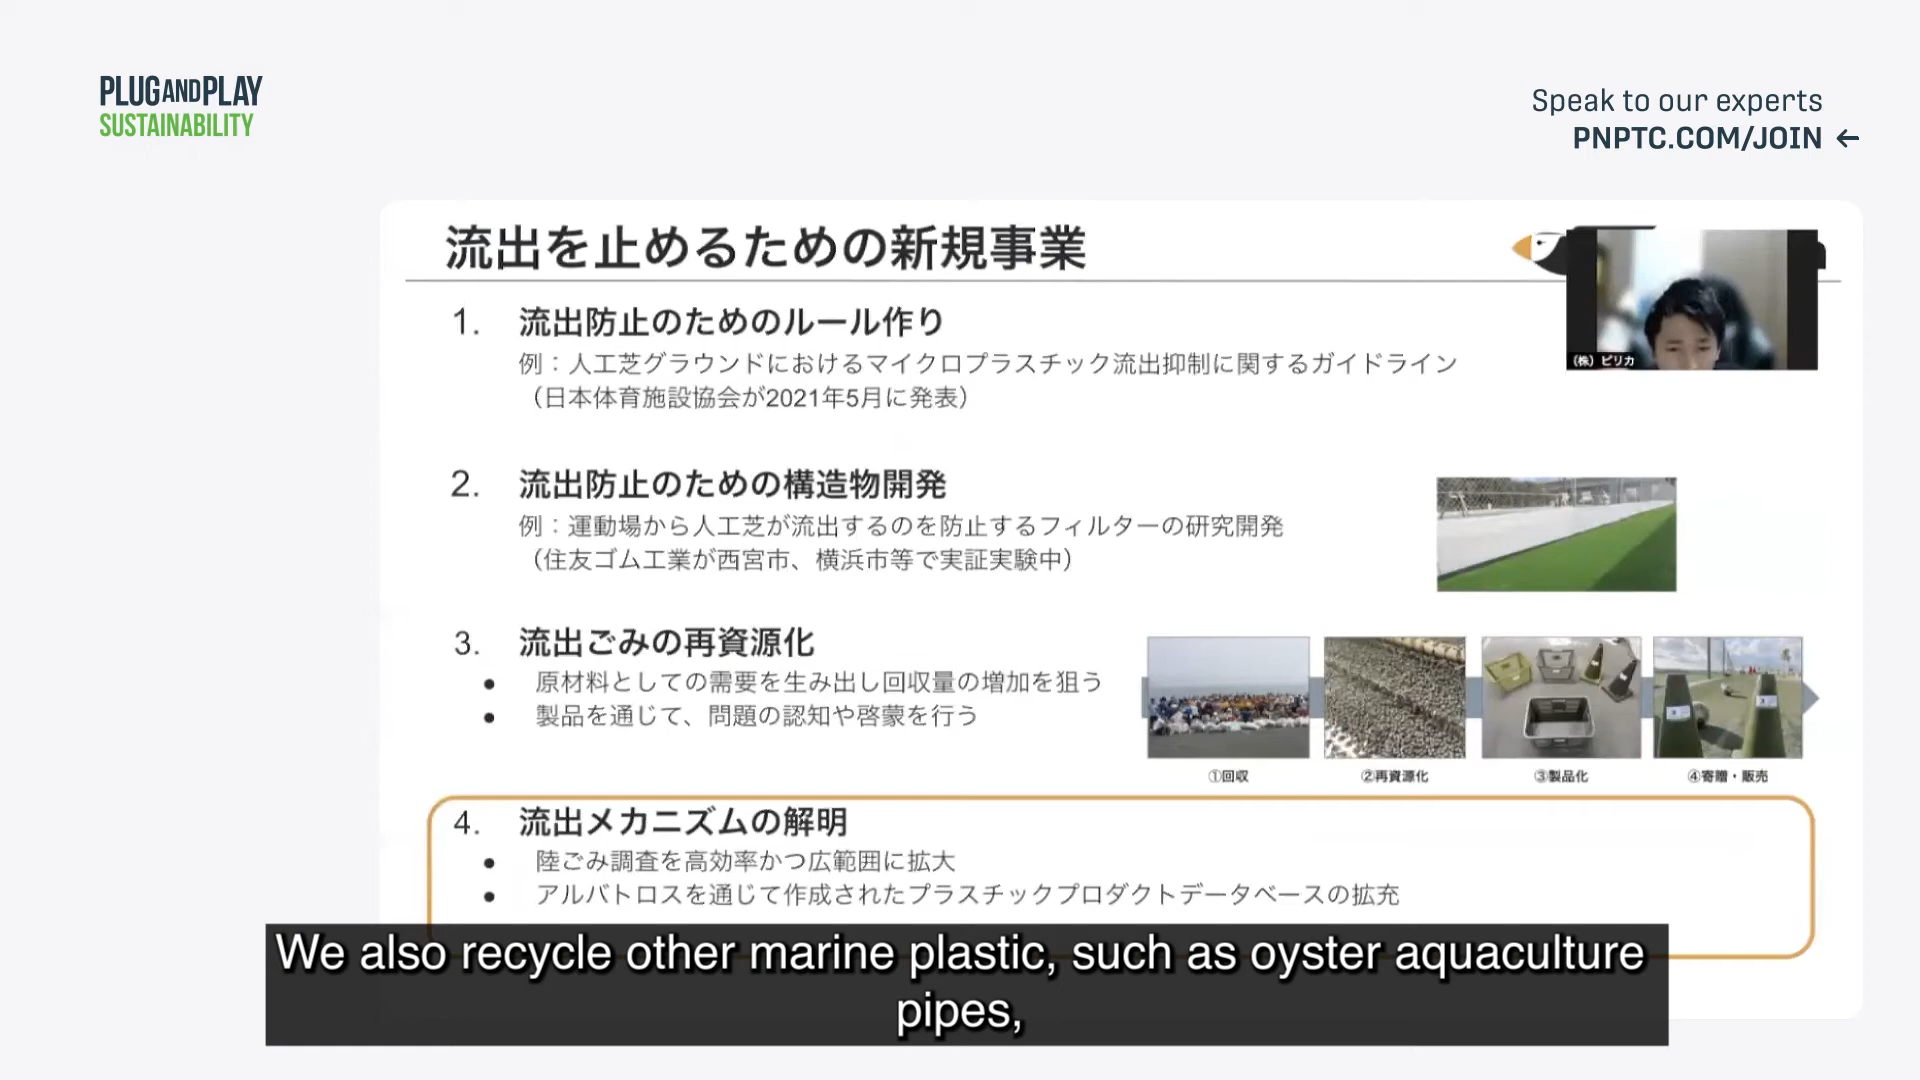 PLUGANDPLAY
SUSTAINABILITY
Speak to our experts
PNPTC.COM/JOIN ←
流出を止めるための新規事業
(株) ピリカ
1. 流出防止のためのルール作り
例：人工芝グラウンドにおけるマイクロプラスチック流出抑制に関するガイドライン
（日本体育施設協会が2021年5月に発表）
2. 流出防止のための構造物開発
例：運動場から人工芝が流出するのを防止するフィルターの研究開発
（住友ゴム工業が西宮市、横浜市等で実証実験中）
3. 流出ごみの再資源化
● 原材料としての需要を生み出し回収量の増加を狙う
● 製品を通じて、問題の認知や啓蒙を行う
①回収
②再資源化
③製品化
④寄贈・販売
4. 流出メカニズムの解明
● 陸ごみ調査を高効率かつ広範囲に拡大
● アルバトロスを通じて作成されたプラスチックプロダクトデータベースの拡充
We also recycle other marine plastic, such as oyster aquaculture
pipes,